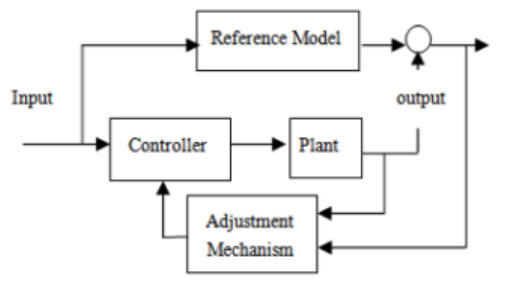 Reference Model
Input
output
Controller
Plant
Adjustment
Mechanism